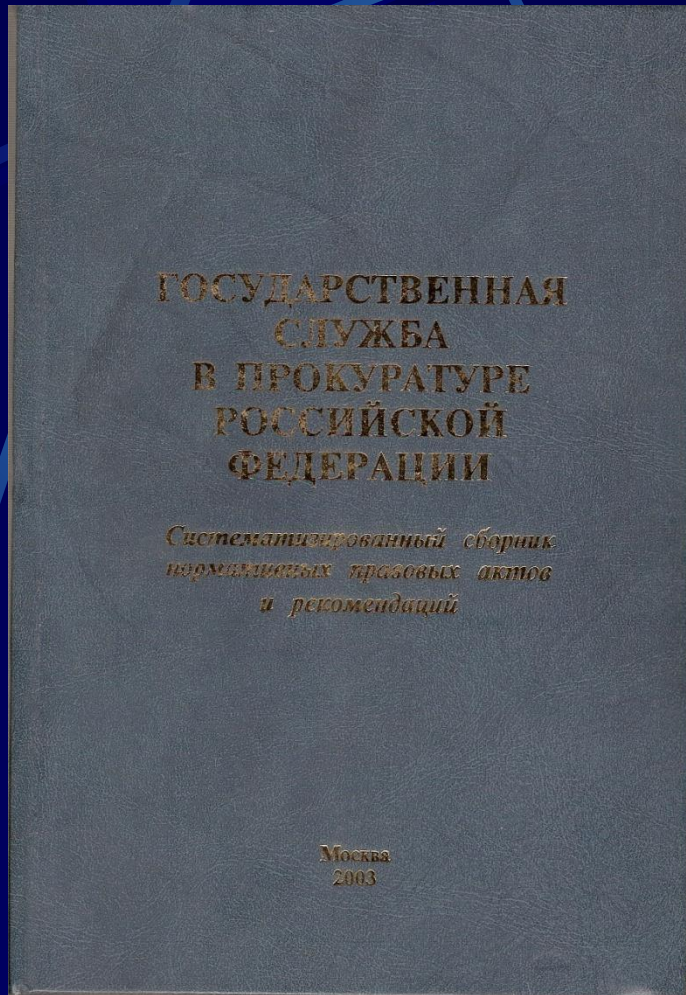 ГОСУДАРСТВЕННАЯ
СЛУЖБА
В ПРОКУРАТУРЕ
РОССИЙСКОЙ
ФЕДЕРАЦИИ
Систематизированный сборник
нормативных правовых актов
и рекомендаций
Москва
2003